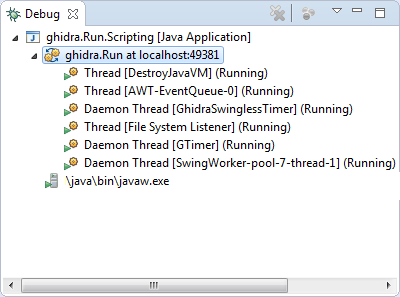 Debug
ghidra.Run.Scripting [Java Application]
ghidra.Run at localhost:49381
Thread [DestroyJavaVM] (Running)
Thread [AWT-EventQueue-0] (Running)
Daemon Thread [GhidraSwinglessTimer] (Running)
Thread [File System Listener] (Running)
Daemon Thread [GTimer] (Running)
Daemon Thread [SwingWorker-pool-7-thread-1] (Running)
\java\bin\javaw.exe